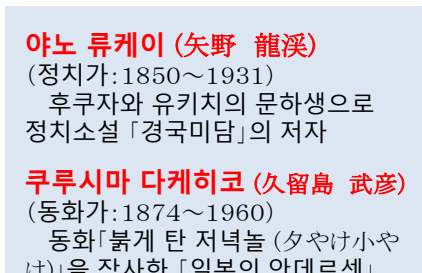 야노 류케이 (矢野 龍渓)
(정치가:1850～1931)
후쿠자와 유키치의 문하생으로
정치소설 「경국미담」의 저자
쿠루시마 다케히코 (久留島 武彦)
(동화가:1874～1960)
동화「붉게 탄 저녁놀 (夕やけ小や
け)」을 작사한 「일본의 안데르센」